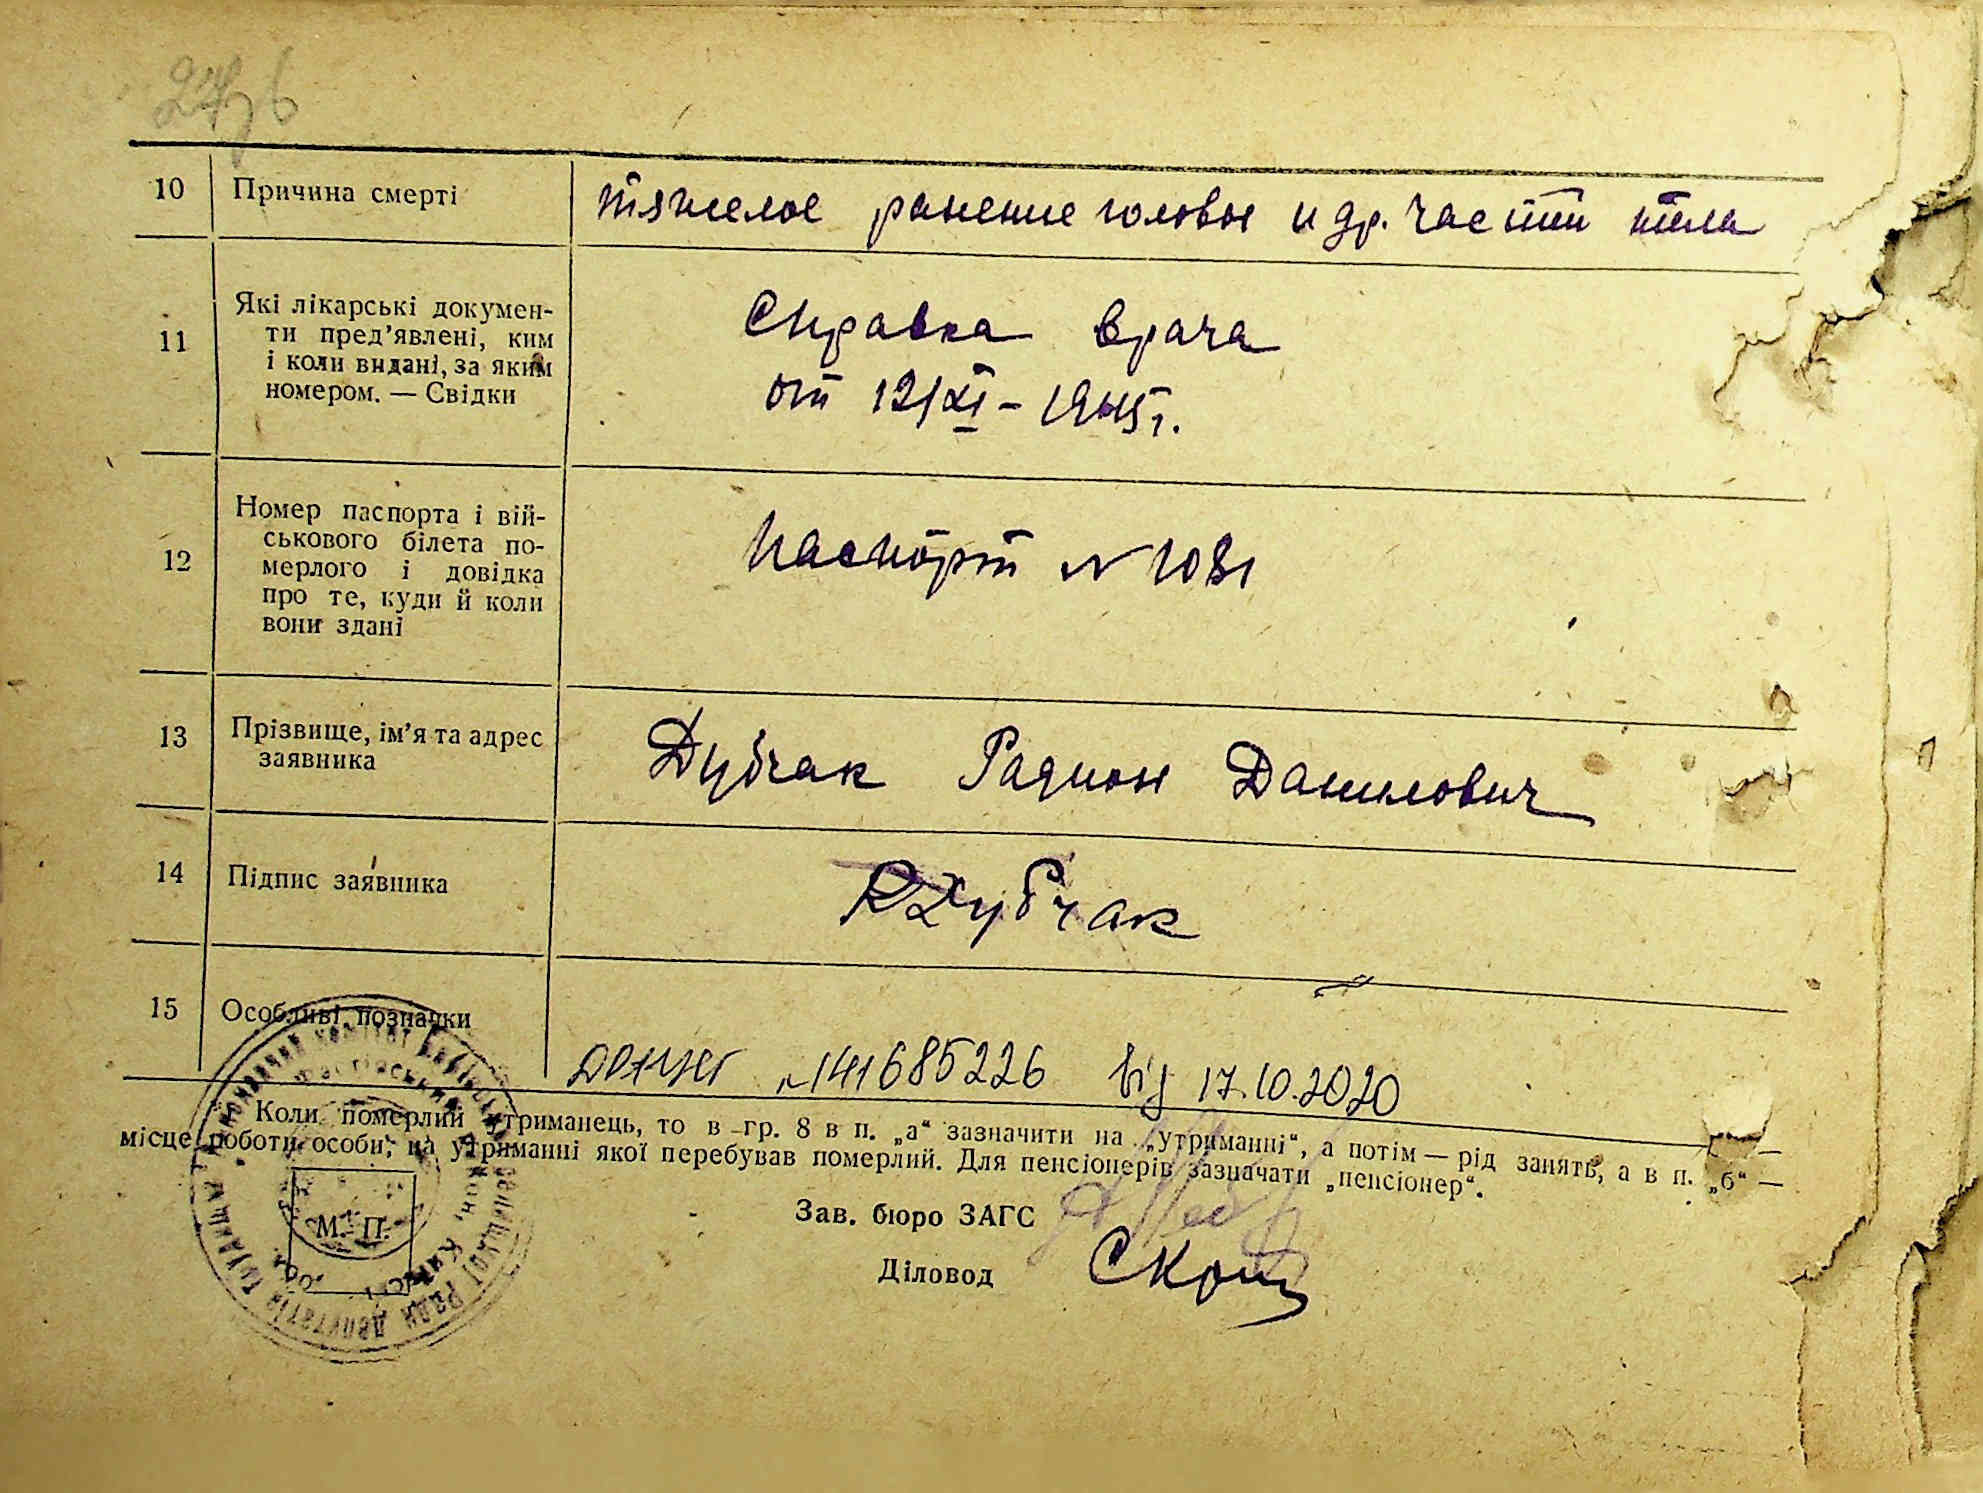 10 Причина смерті тяжелое ранение головы и др. части тела
11 Які лікарські докумен-
ти пред’явлені, ким
і коли видані, за яким
номером. — Свідки
Справка врача
от 12/XI – 1945 г.
12 Номер паспорта і вій-
ськового білета по-
мерлого і довідка
про те, куди й коли
вони здані
Паспорт N 1081
13 Прізвище, ім’я та адрес
заявника
Дубчак Радион Данилович
14 Підпис заявника
Р Дубчак
15 Особливі позначки
№ 141685226 від 17.10.2020
Коли померлий утриманець, то в гр. 8 в п. „а“ зазначити на „утриманні“, а потім — рід занять, а в п. „б“ —
місце роботи особи, на утриманні якої перебував померлий. Для пенсіонерів зазначати „пенсіонер“.
М. П.
Зав. бюро ЗАГС
Діловод